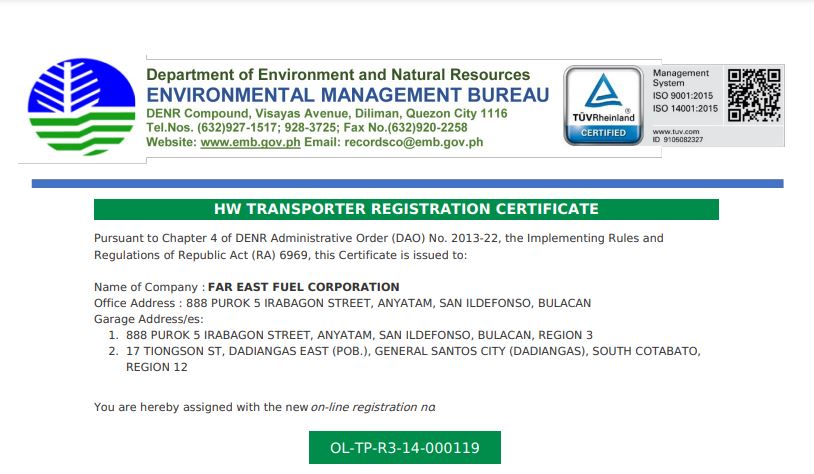 Department of Environment and Natural Resources
ENVIRONMENTAL MANAGEMENT BUREAU
DENR Compound, Visayas Avenue, Diliman, Quezon City 1116
Tel.Nos. (632)927-1517; 928-3725; Fax No.(632)920-2258
Website: www.emb.gov.ph Email: recordsco@emb.gov.ph
TÜVRheinland
CERTIFIED
Management
System
ISO 9001:2015
ISO 14001:2015
www.tuv.com
ID 9105082327
HW TRANSPORTER REGISTRATION CERTIFICATE
Pursuant to Chapter 4 of DENR Administrative Order (DAO) No. 2013-22, the Implementing Rules and
Regulations of Republic Act (RA) 6969, this Certificate is issued to:
Name of Company : FAR EAST FUEL CORPORATION
Office Address : 888 PUROK 5 IRABAGON STREET, ANYATAM, SAN ILDEFONSO, BULACAN
Garage Address/es:
1. 888 PUROK 5 IRABAGON STREET, ANYATAM, SAN ILDEFONSO, BULACAN, REGION 3
2. 17 TIONGSON ST, DADIANGAS EAST (POB.), GENERAL SANTOS CITY (DADIANGAS), SOUTH COTABATO,
REGION 12
You are hereby assigned with the new on-line registration no.
OL-TP-R3-14-000119